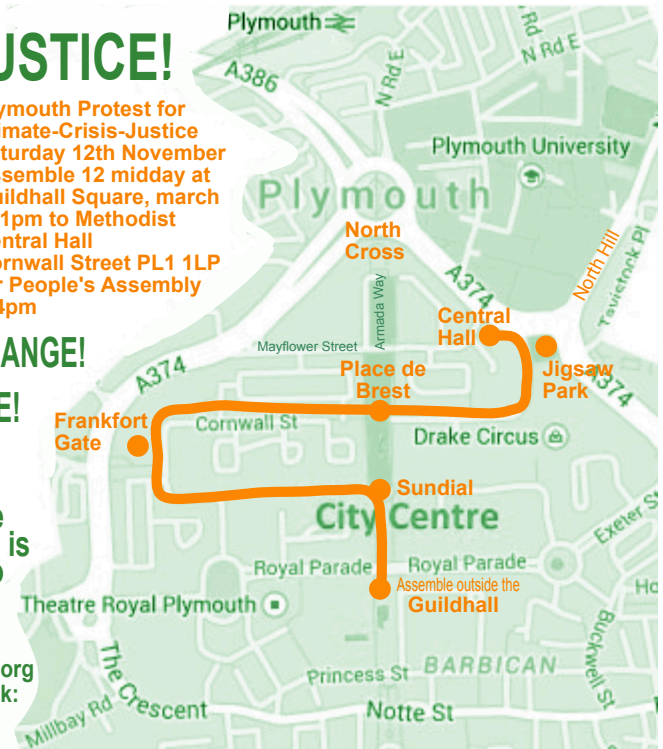 Plymouth
USTICE!
A386
N Rd E
Rd
N Rd E
ymouth Protest for
imate-Crisis-Justice
turday 12th November
ssemble 12 midday at
uildhall Square, march
1pm to Methodist
entral Hall
ornwall Street PL1 1LP
r People's Assembly
4pm
Plymouth University
Plymouth
North
Cross
North Hill
Tavistock Pl
A374
Armada Way
Central
Hall
Mayflower Street
ANGE!
A374
Place de
Brest
Jigsaw
Park
A374
E!
Frankfort
Gate
Cornwall St
Drake Circus
Sundial
City Centre
e
is
Exeter St
Royal Parade
Royal Parade
Assemble outside the
Guildhall
Ho
Theatre Royal Plymouth
Buckwell St
org
k:
The Crescent
Princess St
BARBICAN
Millbay Rd
Notte St